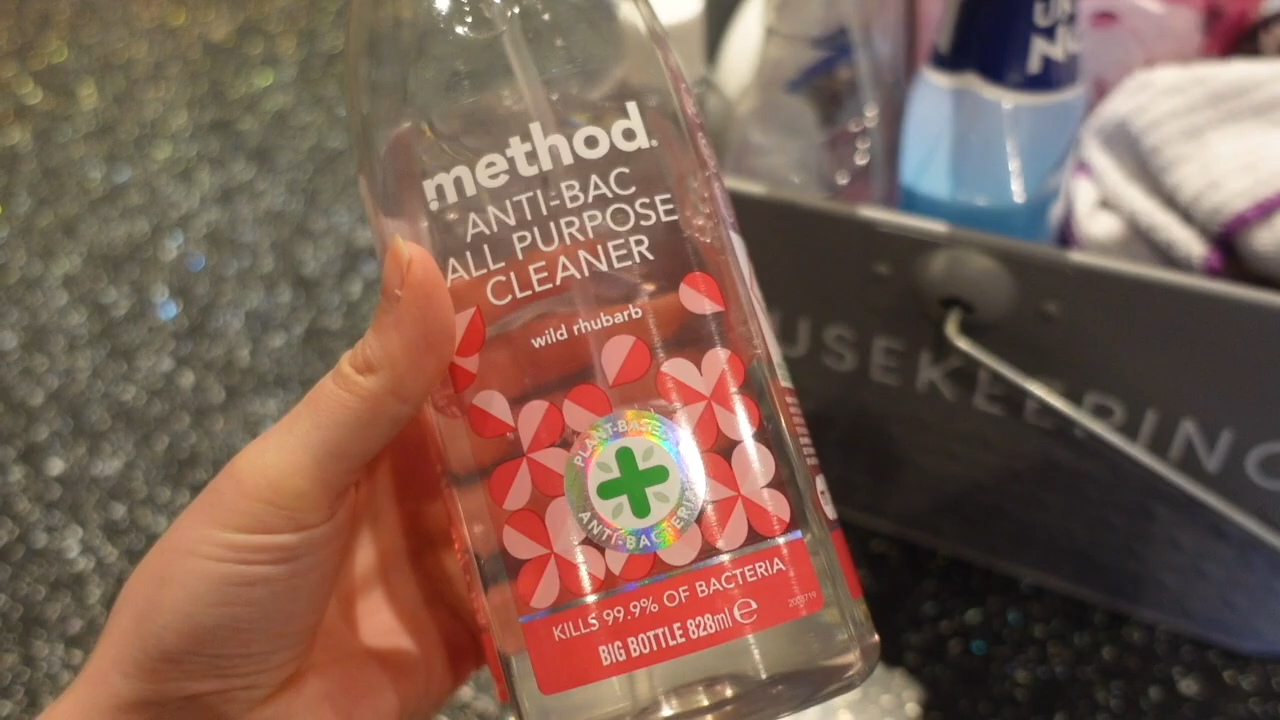 method.
ANTI-BAC
ALL PURPOSE
CLEANER
wild rhubarb
PLANT-BASED
ANTI-BACTERIAL
KILLS 99.9% OF BACTERIA
BIG BOTTLE 828ml ℮
USEKEEPING
UN